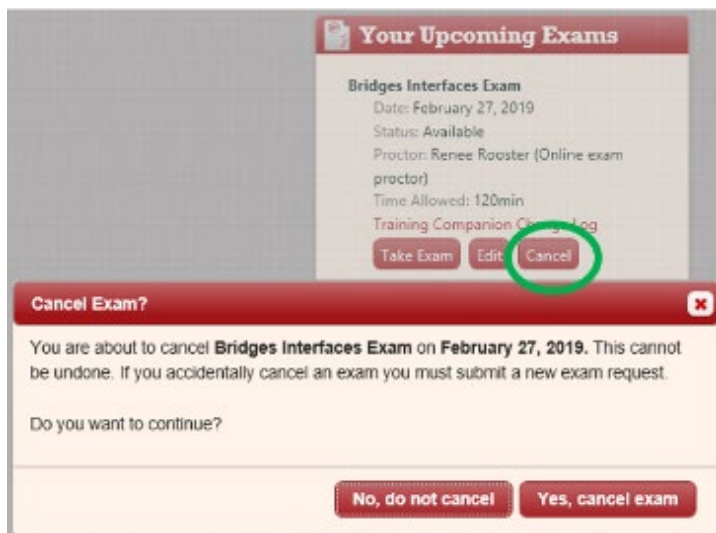 Your Upcoming Exams
Bridges Interfaces Exam
Date: February 27, 2019
Status: Available
Proctor: Renee Rooster (Online exam
proctor)
Time Allowed: 120min
Training Companion Change Log
Take Exam Edit Cancel
Cancel Exam?
You are about to cancel Bridges Interfaces Exam on February 27, 2019. This cannot
be undone. If you accidentally cancel an exam you must submit a new exam request.
Do you want to continue?
No, do not cancel Yes, cancel exam